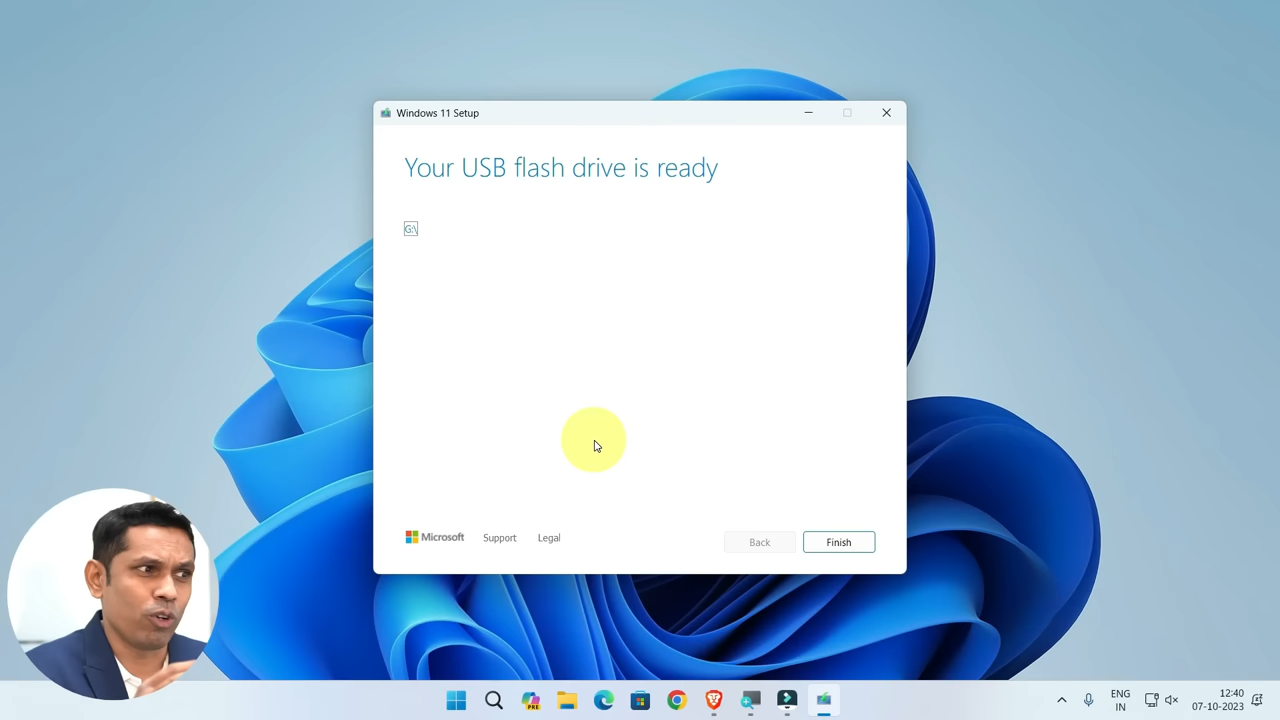 Windows 11 Setup
Your USB flash drive is ready
G:\
Microsoft
Support
Legal
Back
Finish
PRE
ENG
IN
12:40
07-10-2023